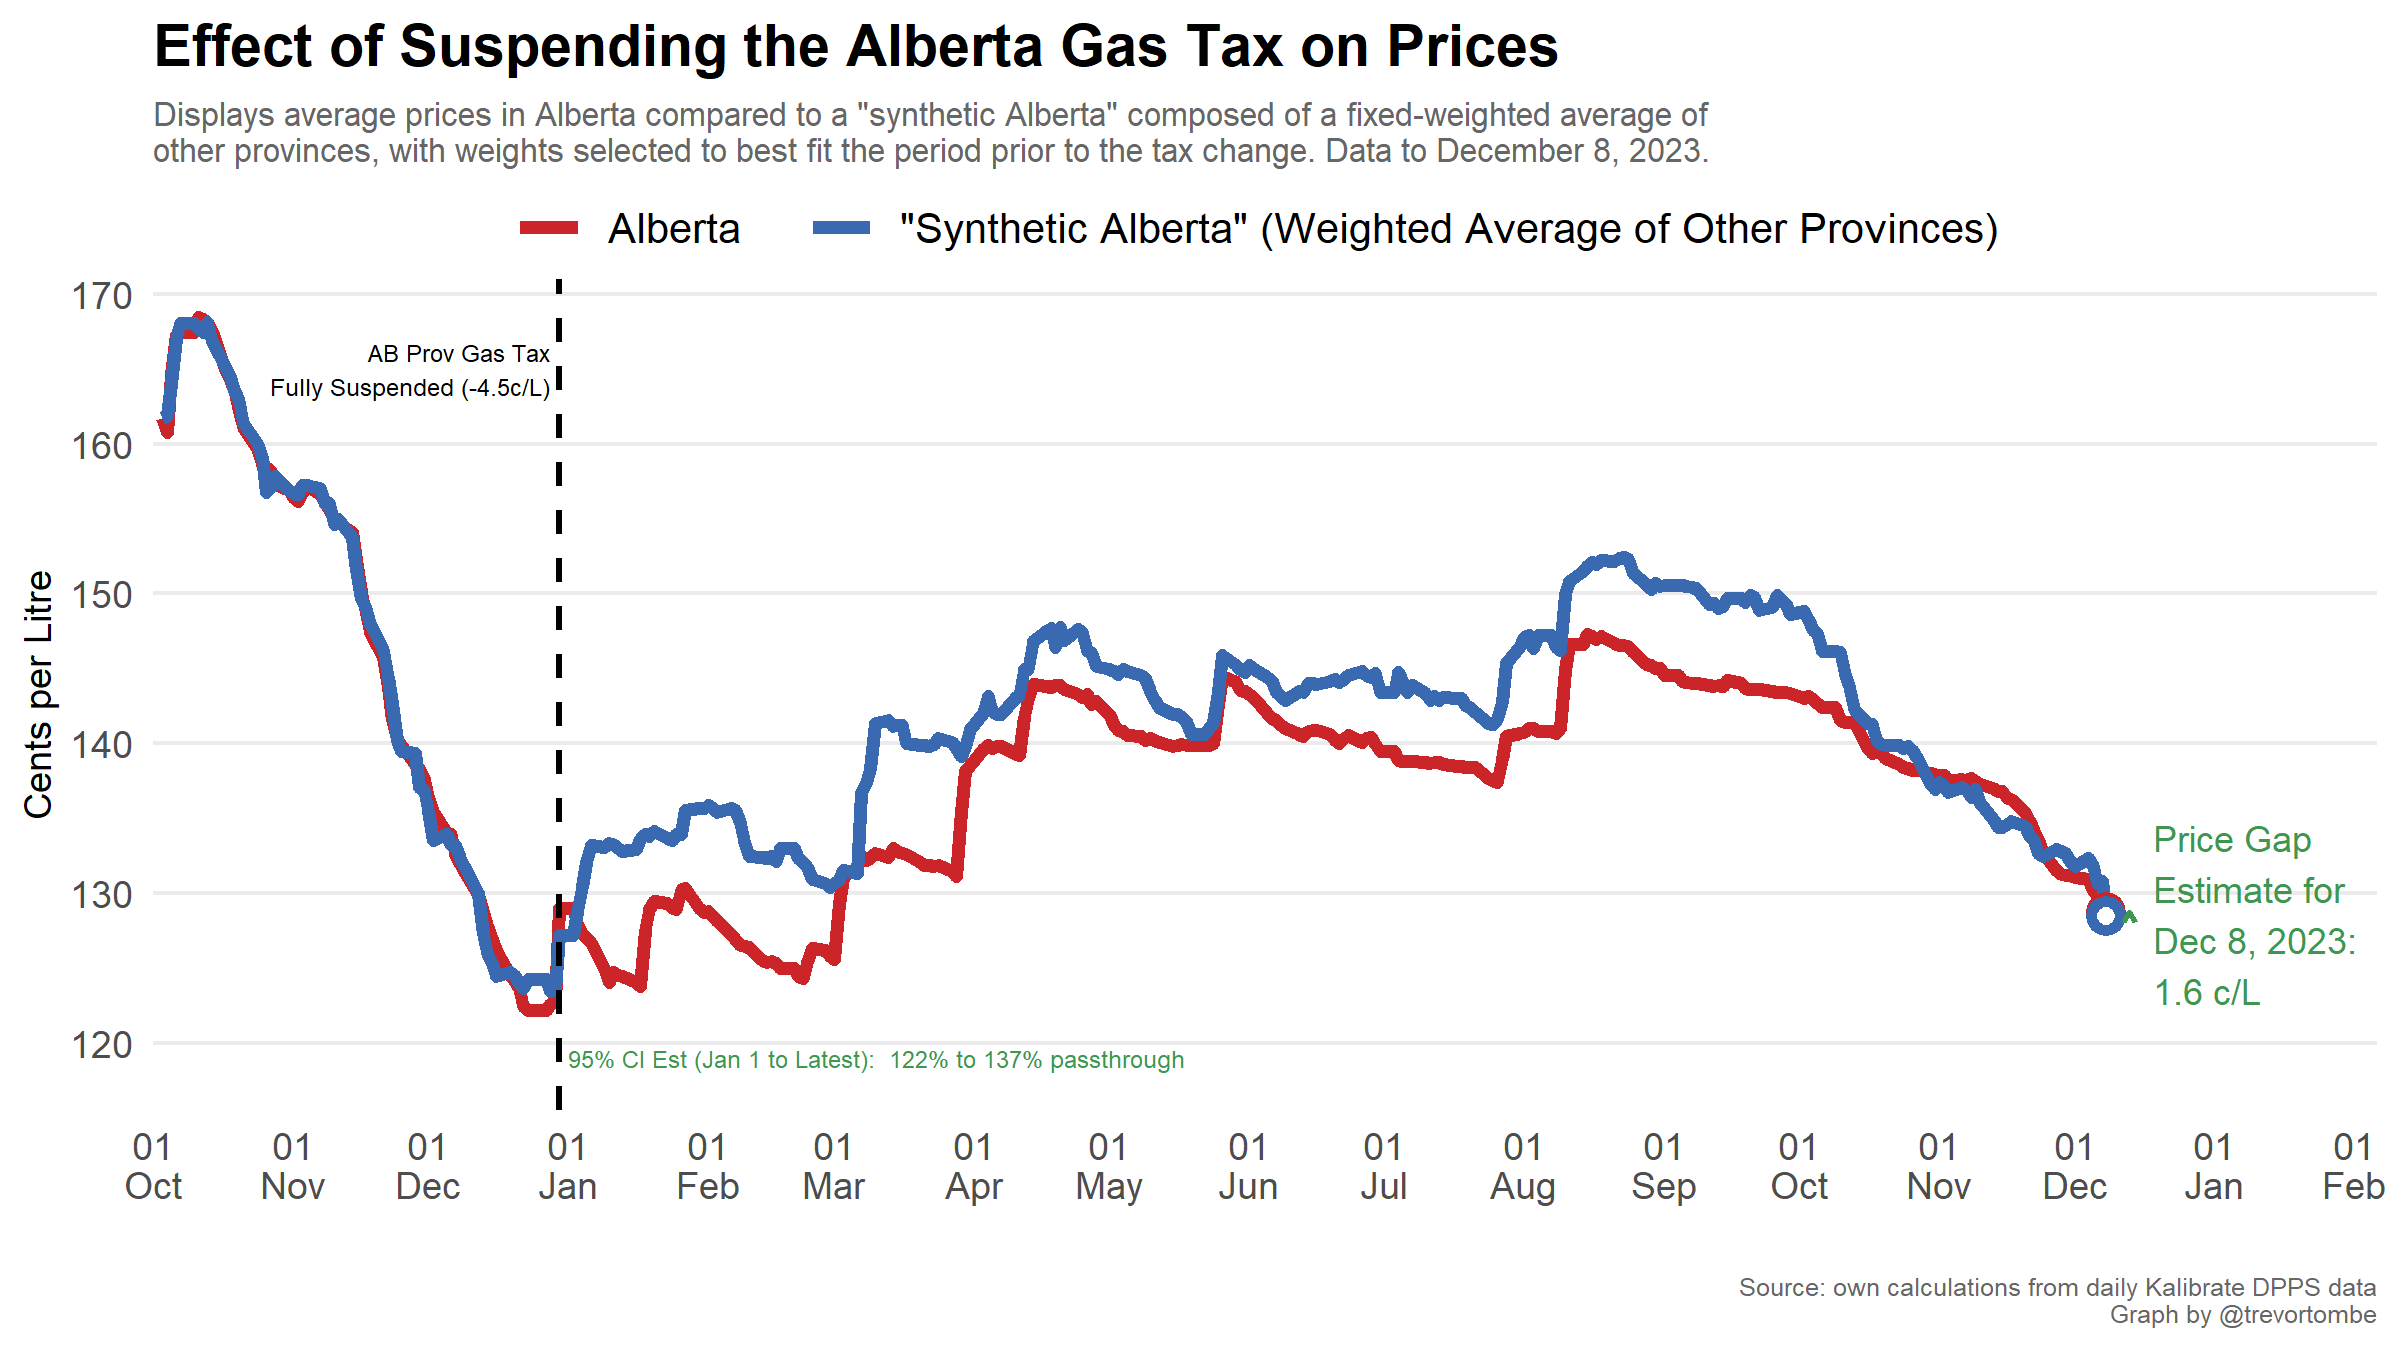 Effect of Suspending the Alberta Gas Tax on Prices
Displays average prices in Alberta compared to a "synthetic Alberta" composed of a fixed-weighted average of
other provinces, with weights selected to best fit the period prior to the tax change. Data to December 8, 2023.
Alberta
"Synthetic Alberta" (Weighted Average of Other Provinces)
Cents per Litre
170
160
150
140
130
120
AB Prov Gas Tax
Fully Suspended (-4.5c/L)
Price Gap
Estimate for
Dec 8, 2023:
1.6 c/L
95% CI Est (Jan 1 to Latest):  122% to 137% passthrough
01 01 01 01 01 01 01 01 01 01 01 01 01 01 01 01 01
Oct Nov Dec Jan Feb Mar Apr May Jun Jul Aug Sep Oct Nov Dec Jan Feb
Source: own calculations from daily Kalibrate DPPS data
Graph by @trevortombe